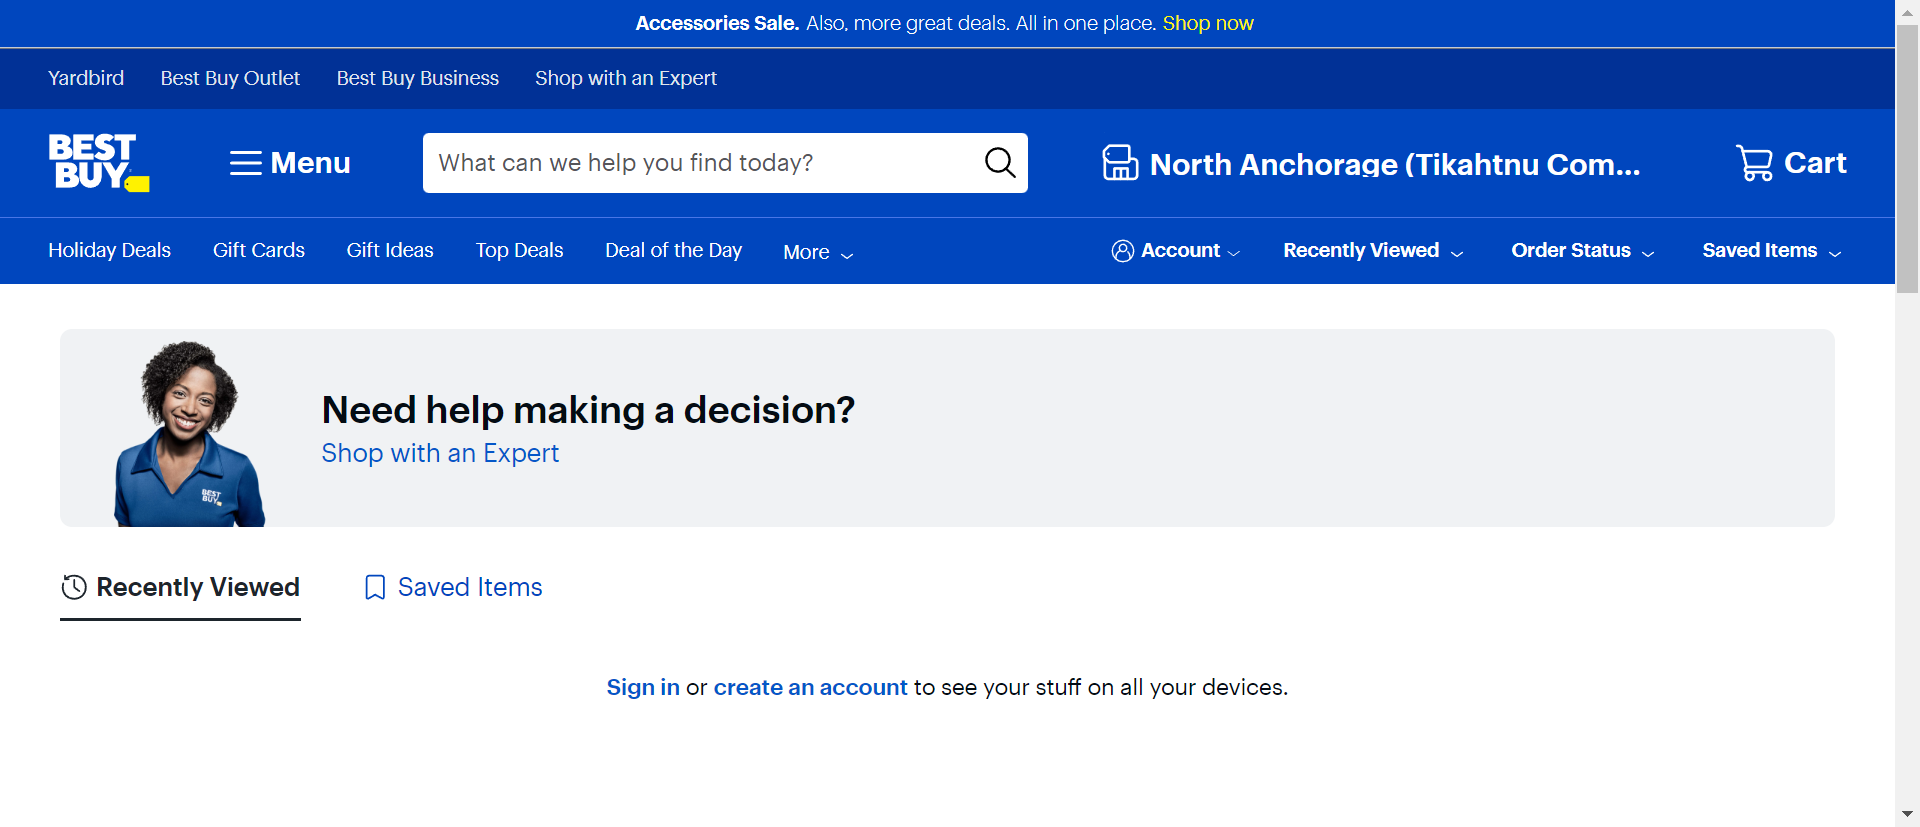 Accessories Sale. Also, more great deals. All in one place. Shop now
Yardbird Best Buy Outlet Best Buy Business Shop with an Expert
BEST
BUY
Menu
What can we help you find today?
North Anchorage (Tikahtnu Com...
Cart
Holiday Deals Gift Cards Gift Ideas Top Deals Deal of the Day More Account Recently Viewed Order Status Saved Items
Need help making a decision?
Shop with an Expert
BEST
BUY
Recently Viewed Saved Items
Sign in or create an account to see your stuff on all your devices.